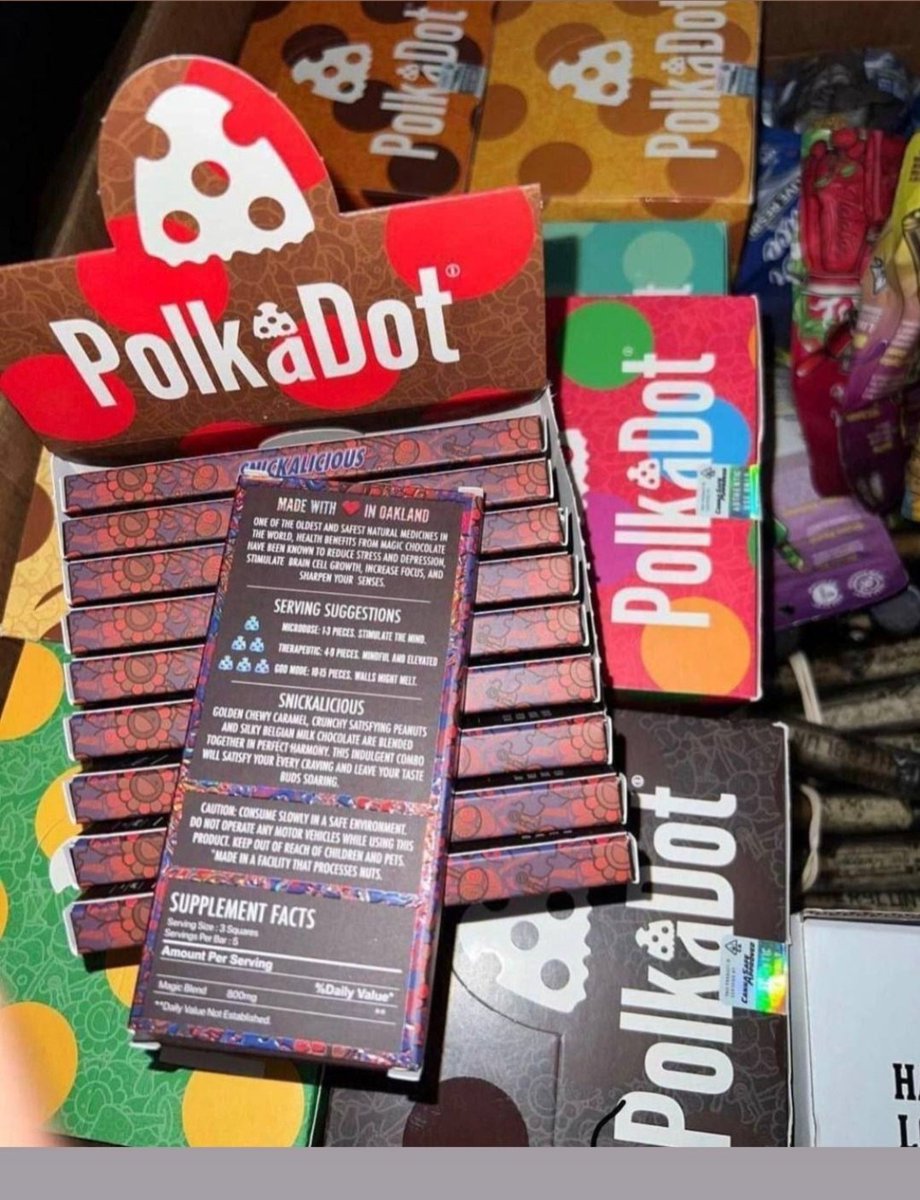 PolkaDot
PolkaDot
PolkaDot®
SNICKALICIOUS
MADE WITH ❤ IN OAKLAND
ONE OF THE OLDEST AND SAFEST NATURAL MEDICINES IN
THE WORLD, HEALTH BENEFITS FROM MAGIC CHOCOLATE
HAVE BEEN KNOWN TO REDUCE STRESS AND DEPRESSION,
STIMULATE BRAIN CELL GROWTH, INCREASE FOCUS, AND
SHARPEN YOUR SENSES.
SERVING SUGGESTIONS
MICRODOSE: 1-3 PIECES. STIMULATE THE MIND.
THERAPEUTIC: 4-9 PIECES. MINDFUL AND ELEVATED
GOD MODE: 10-15 PIECES. WALLS MIGHT MELT.
SNICKALICIOUS
GOLDEN CHEWY CARAMEL, CRUNCHY SATISFYING PEANUTS
AND SILKY BELGIAN MILK CHOCOLATE ARE BLENDED
TOGETHER IN PERFECT HARMONY. THIS INDULGENT COMBO
WILL SATISFY YOUR EVERY CRAVING AND LEAVE YOUR TASTE
BUDS SOARING.
CAUTION: CONSUME SLOWLY IN A SAFE ENVIRONMENT.
DO NOT OPERATE ANY MOTOR VEHICLES WHILE USING THIS
PRODUCT. KEEP OUT OF REACH OF CHILDREN AND PETS.
*MADE IN A FACILITY THAT PROCESSES NUTS.
SUPPLEMENT FACTS
Serving Size : 3 Squares
Servings Per Bar : 5
Amount Per Serving
%Daily Value*
Magic Blend 800mg **
**Daily Value Not Established.
PolkaDot®
AUTHENTIC
PolkaDot®
CANNASAFE
APPROVED